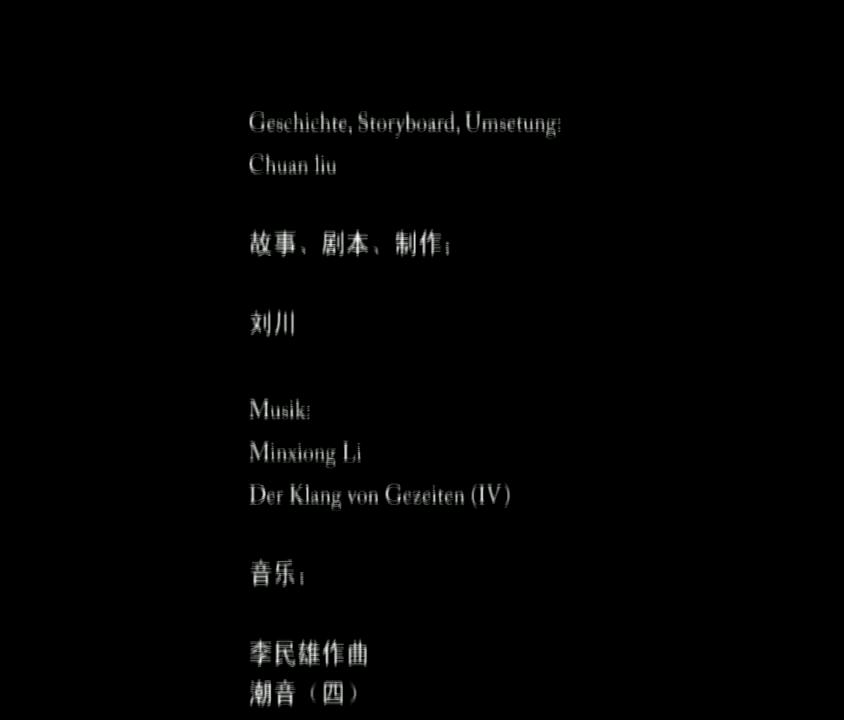 Geschichte, Storyboard, Umsetung:
Chuan liu
故事、剧本、制作：
刘川
Musik:
Minxiong Li
Der Klang von Gezeiten (IV)
音乐：
李民雄作曲
潮音（四）